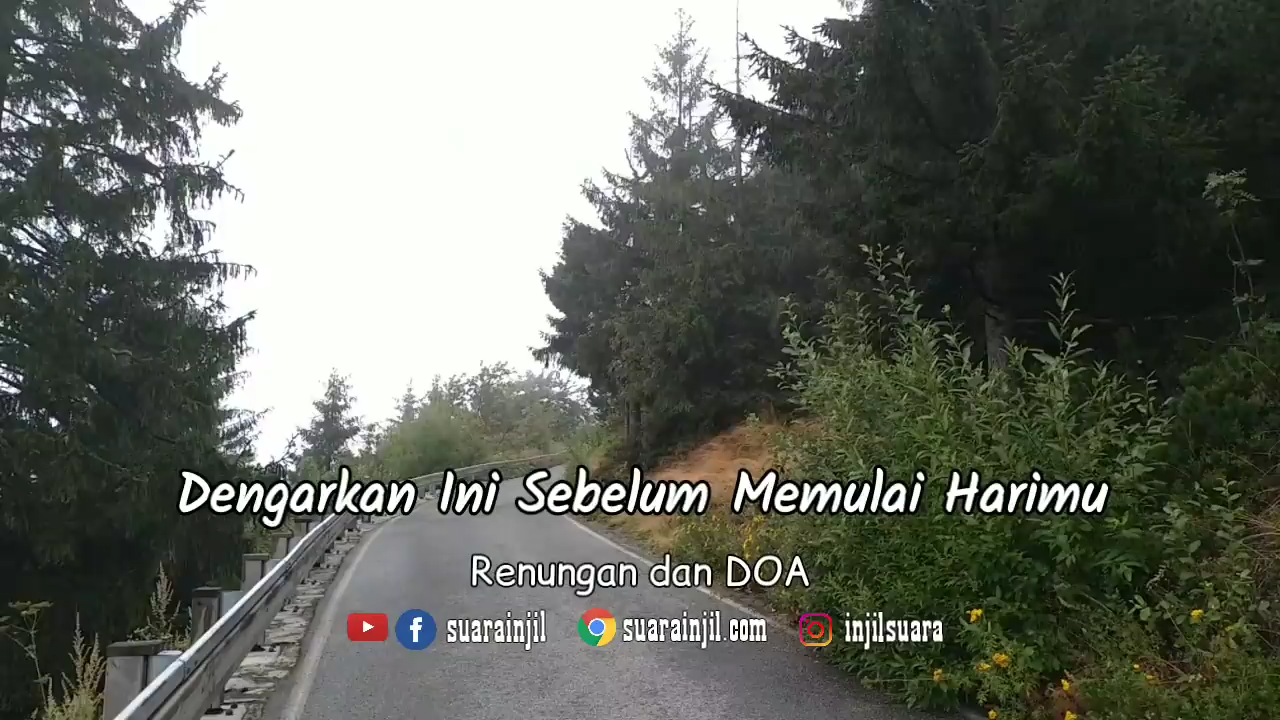 Dengarkan Ini Sebelum Memulai Harimu
Renungan dan DOA
suarainjil suarainjil.com injilsuara